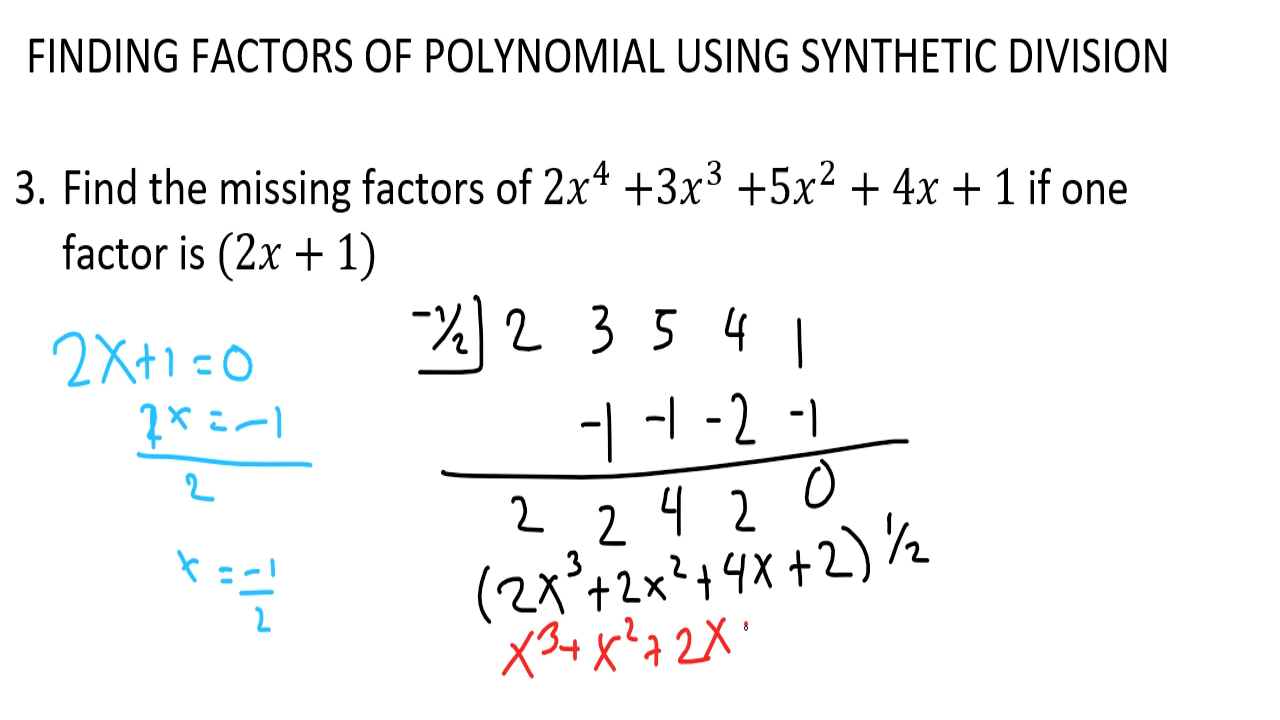 FINDING FACTORS OF POLYNOMIAL USING SYNTHETIC DIVISION
3. Find the missing factors of 2x⁴ +3x³ +5x² + 4x + 1 if one
factor is (2x + 1)
2x+1=0
2x = -1
2
x = -1
2
-1/2 2 3 5 4 1
-1 -1 -2 -1
2 2 4 2 0
(2x³+2x²+4x+2) 1/2
x³+x²+2x